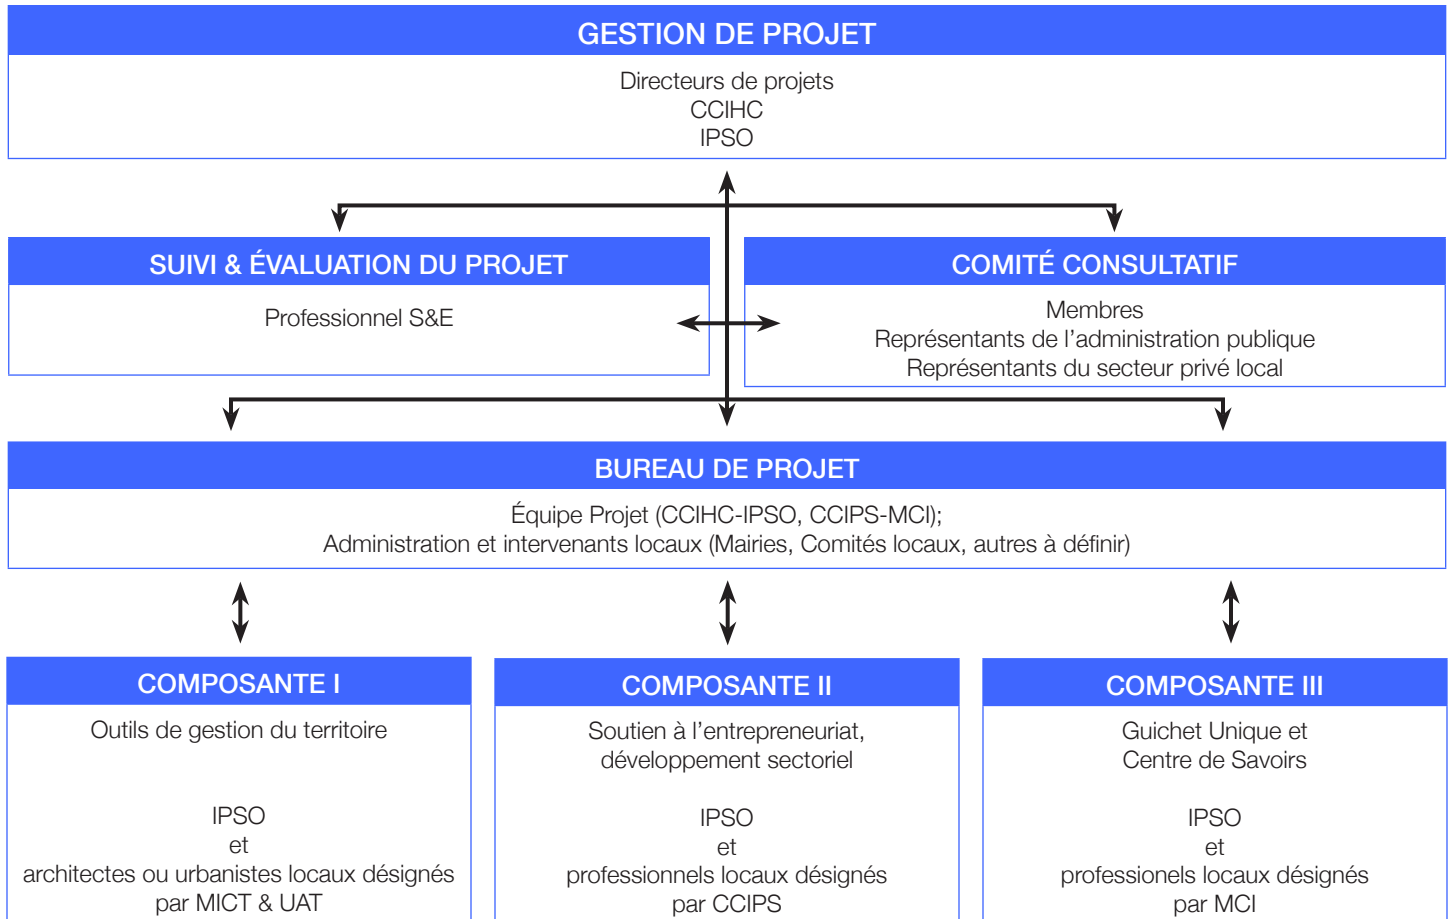 GESTION DE PROJET
Directeurs de projets
CCIHC
IPSO
SUIVI & ÉVALUATION DU PROJET
Professionnel S&E
COMITÉ CONSULTATIF
Membres
Représentants de l’administration publique
Représentants du secteur privé local
BUREAU DE PROJET
Équipe Projet (CCIHC-IPSO, CCIPS-MCI);
Administration et intervenants locaux (Mairies, Comités locaux, autres à définir)
COMPOSANTE I
Outils de gestion du territoire
IPSO
et
architectes ou urbanistes locaux désignés
par MICT & UAT
COMPOSANTE II
Soutien à l’entrepreneuriat,
développement sectoriel
IPSO
et
professionnels locaux désignés
par CCIPS
COMPOSANTE III
Guichet Unique et
Centre de Savoirs
IPSO
et
professionels locaux désignés
par MCI